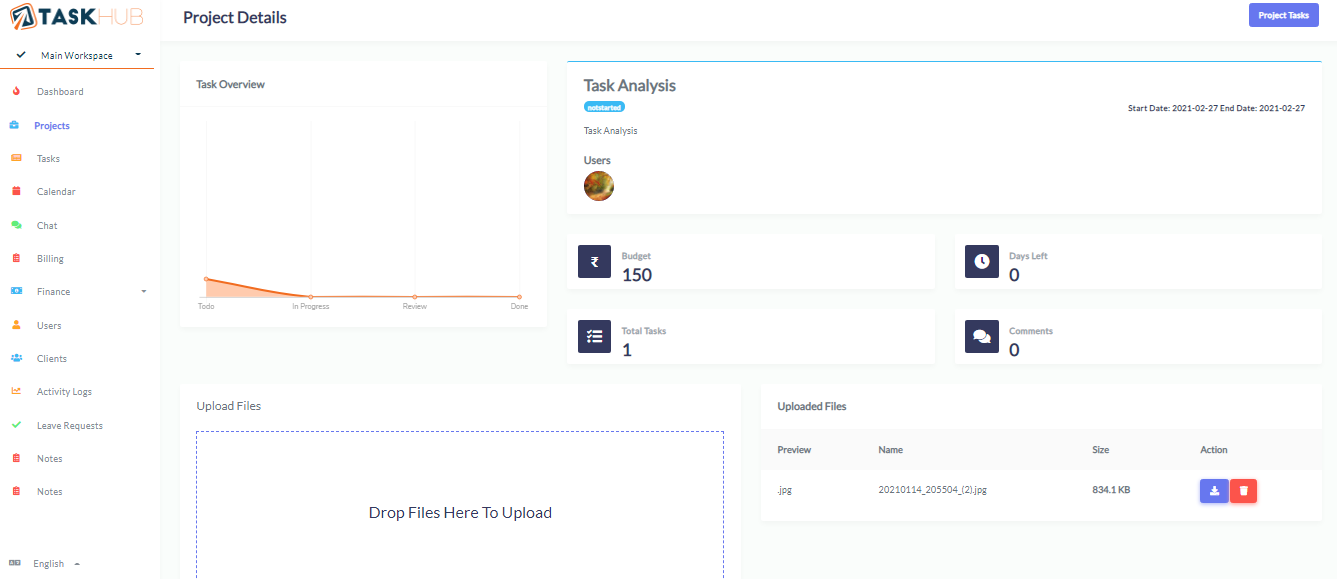 TASKHUB
Main Workspace
Dashboard
Projects
Tasks
Calendar
Chat
Billing
Finance
Users
Clients
Activity Logs
Leave Requests
Notes
Notes
English
Project Details
Project Tasks
Task Overview
Todo
In Progress
Review
Done
Task Analysis
notstarted
Start Date: 2021-02-27 End Date: 2021-02-27
Task Analysis
Users
₹
Budget
150
Days Left
0
Total Tasks
1
Comments
0
Upload Files
Drop Files Here To Upload
Uploaded Files
Preview Name Size Action
.jpg 20210114_205504_(2).jpg 834.1 KB